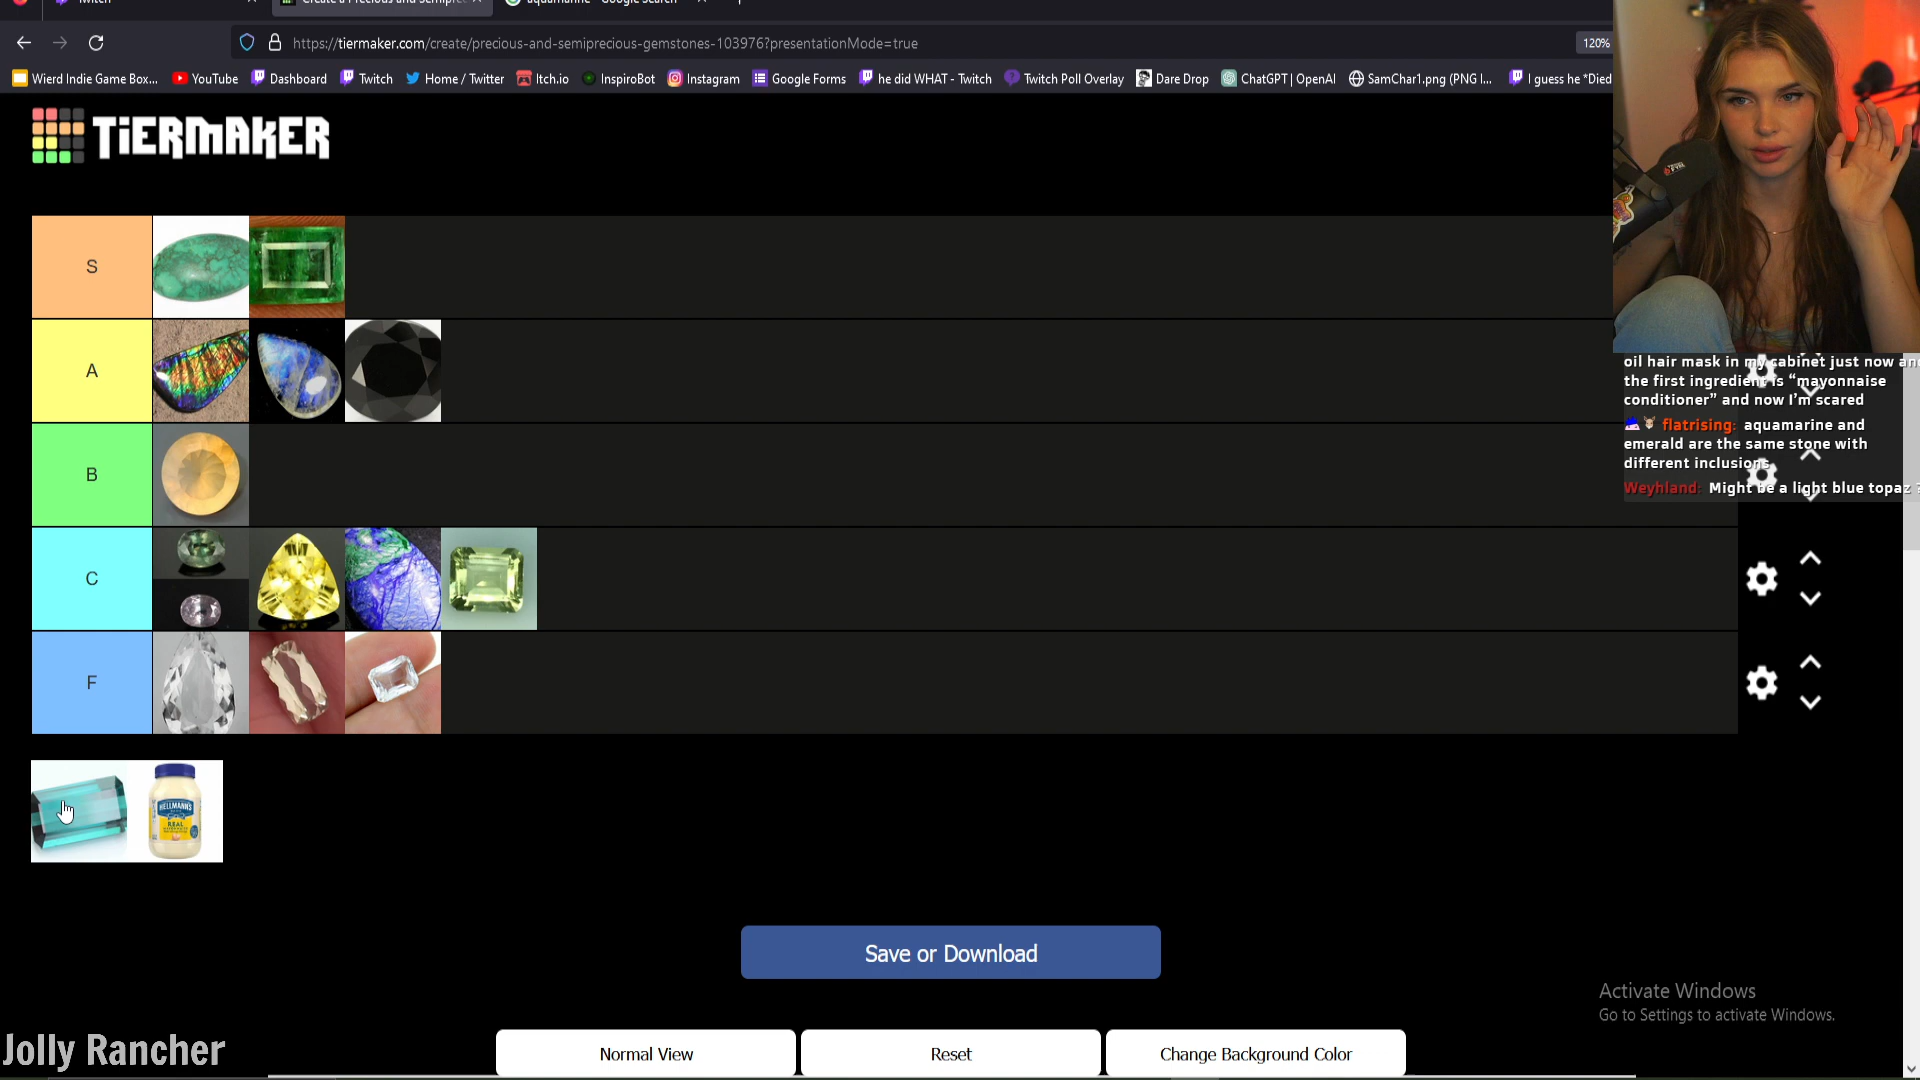 Twitch
aquamarine - Google Search
https://tiermaker.com/create/precious-and-semiprecious-gemstones-103976?presentationMode=true
120%
Wierd Indie Game Box...
YouTube
Dashboard
Twitch
Home / Twitter
Itch.io
InspiroBot
Instagram
Google Forms
he did WHAT - Twitch
Twitch Poll Overlay
Dare Drop
ChatGPT | OpenAI
SamChar1.png (PNG I...
I guess he *Died
TiERMAKER
S
A
B
C
F
oil hair mask in my cabinet just now and
the first ingredient is “mayonnaise
conditioner” and now I’m scared
flatrising: aquamarine and
emerald are the same stone with
different inclusions
Weyhland: Might be a light blue topaz ?
HELLMANN'S
REAL
Save or Download
Activate Windows
Go to Settings to activate Windows.
Jolly Rancher
Normal View
Reset
Change Background Color